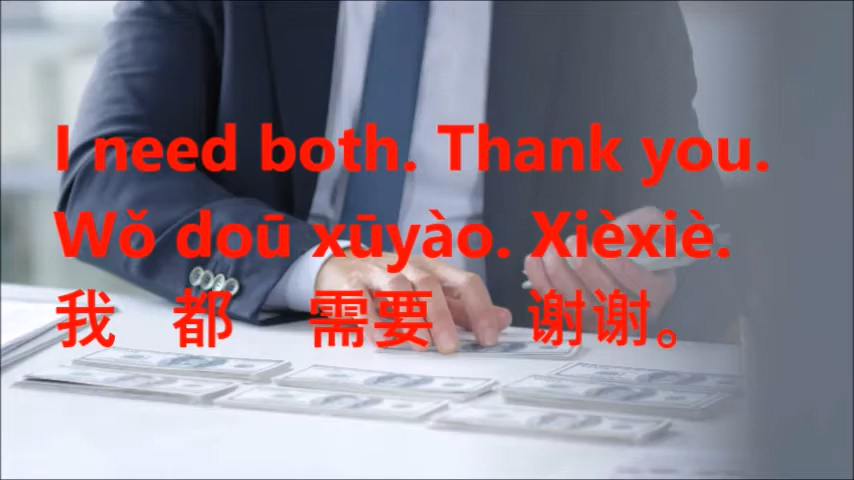 I need both. Thank you.
Wǒ doū xūyào. Xièxiè.
我 都 需要 谢谢。